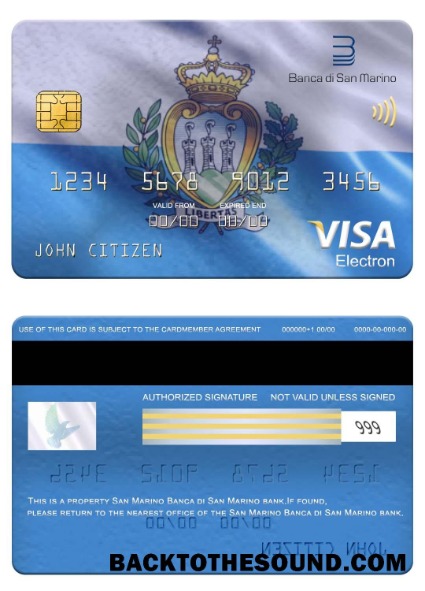 Banca di San Marino
1234 5678 9012 3456
VALID FROM EXPIRED END
00/00 00/00
LIBERTAS
JOHN CITIZEN
VISA
Electron
USE OF THIS CARD IS SUBJECT TO THE CARDMEMBER AGREEMENT 000000+1 00/00 0000-00-000-00
AUTHORIZED SIGNATURE NOT VALID UNLESS SIGNED
999
THIS IS A PROPERTY SAN MARINO BANCA DI SAN MARINO BANK.IF FOUND,
PLEASE RETURN TO THE NEAREST OFFICE OF THE SAN MARINO BANCA DI SAN MARINO BANK.
00/00 00/00
BACKTOTHESOUND.COM